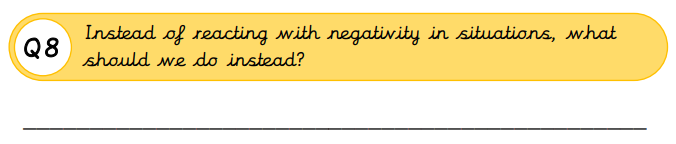 Q8
Instead of reacting with negativity in situations, what
should we do instead?